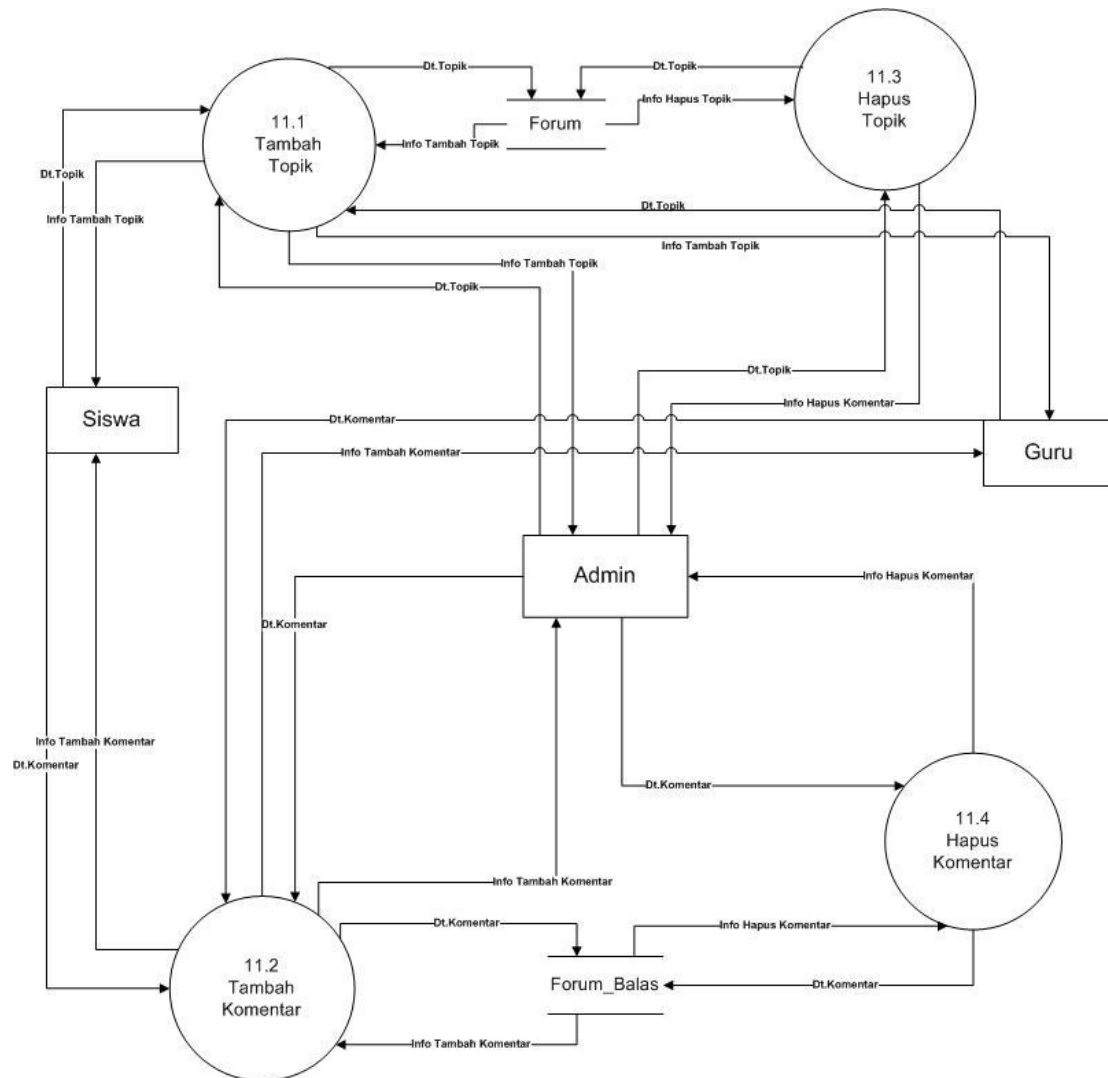 Dt.Topik
Dt.Topik
11.3
Hapus
Topik
Info Hapus Topik
11.1
Tambah
Topik
Forum
Info Tambah Topik
Dt.Topik
Dt.Topik
Info Tambah Topik
Info Tambah Topik
Info Tambah Topik
Dt.Topik
Dt.Topik
Info Hapus Komentar
Siswa
Dt.Komentar
Guru
Info Tambah Komentar
Admin
Info Hapus Komentar
Dt.Komentar
Info Tambah Komentar
Dt.Komentar
Dt.Komentar
11.4
Hapus
Komentar
Info Tambah Komentar
Dt.Komentar
Info Hapus Komentar
11.2
Tambah
Komentar
Forum_Balas
Dt.Komentar
Info Tambah Komentar